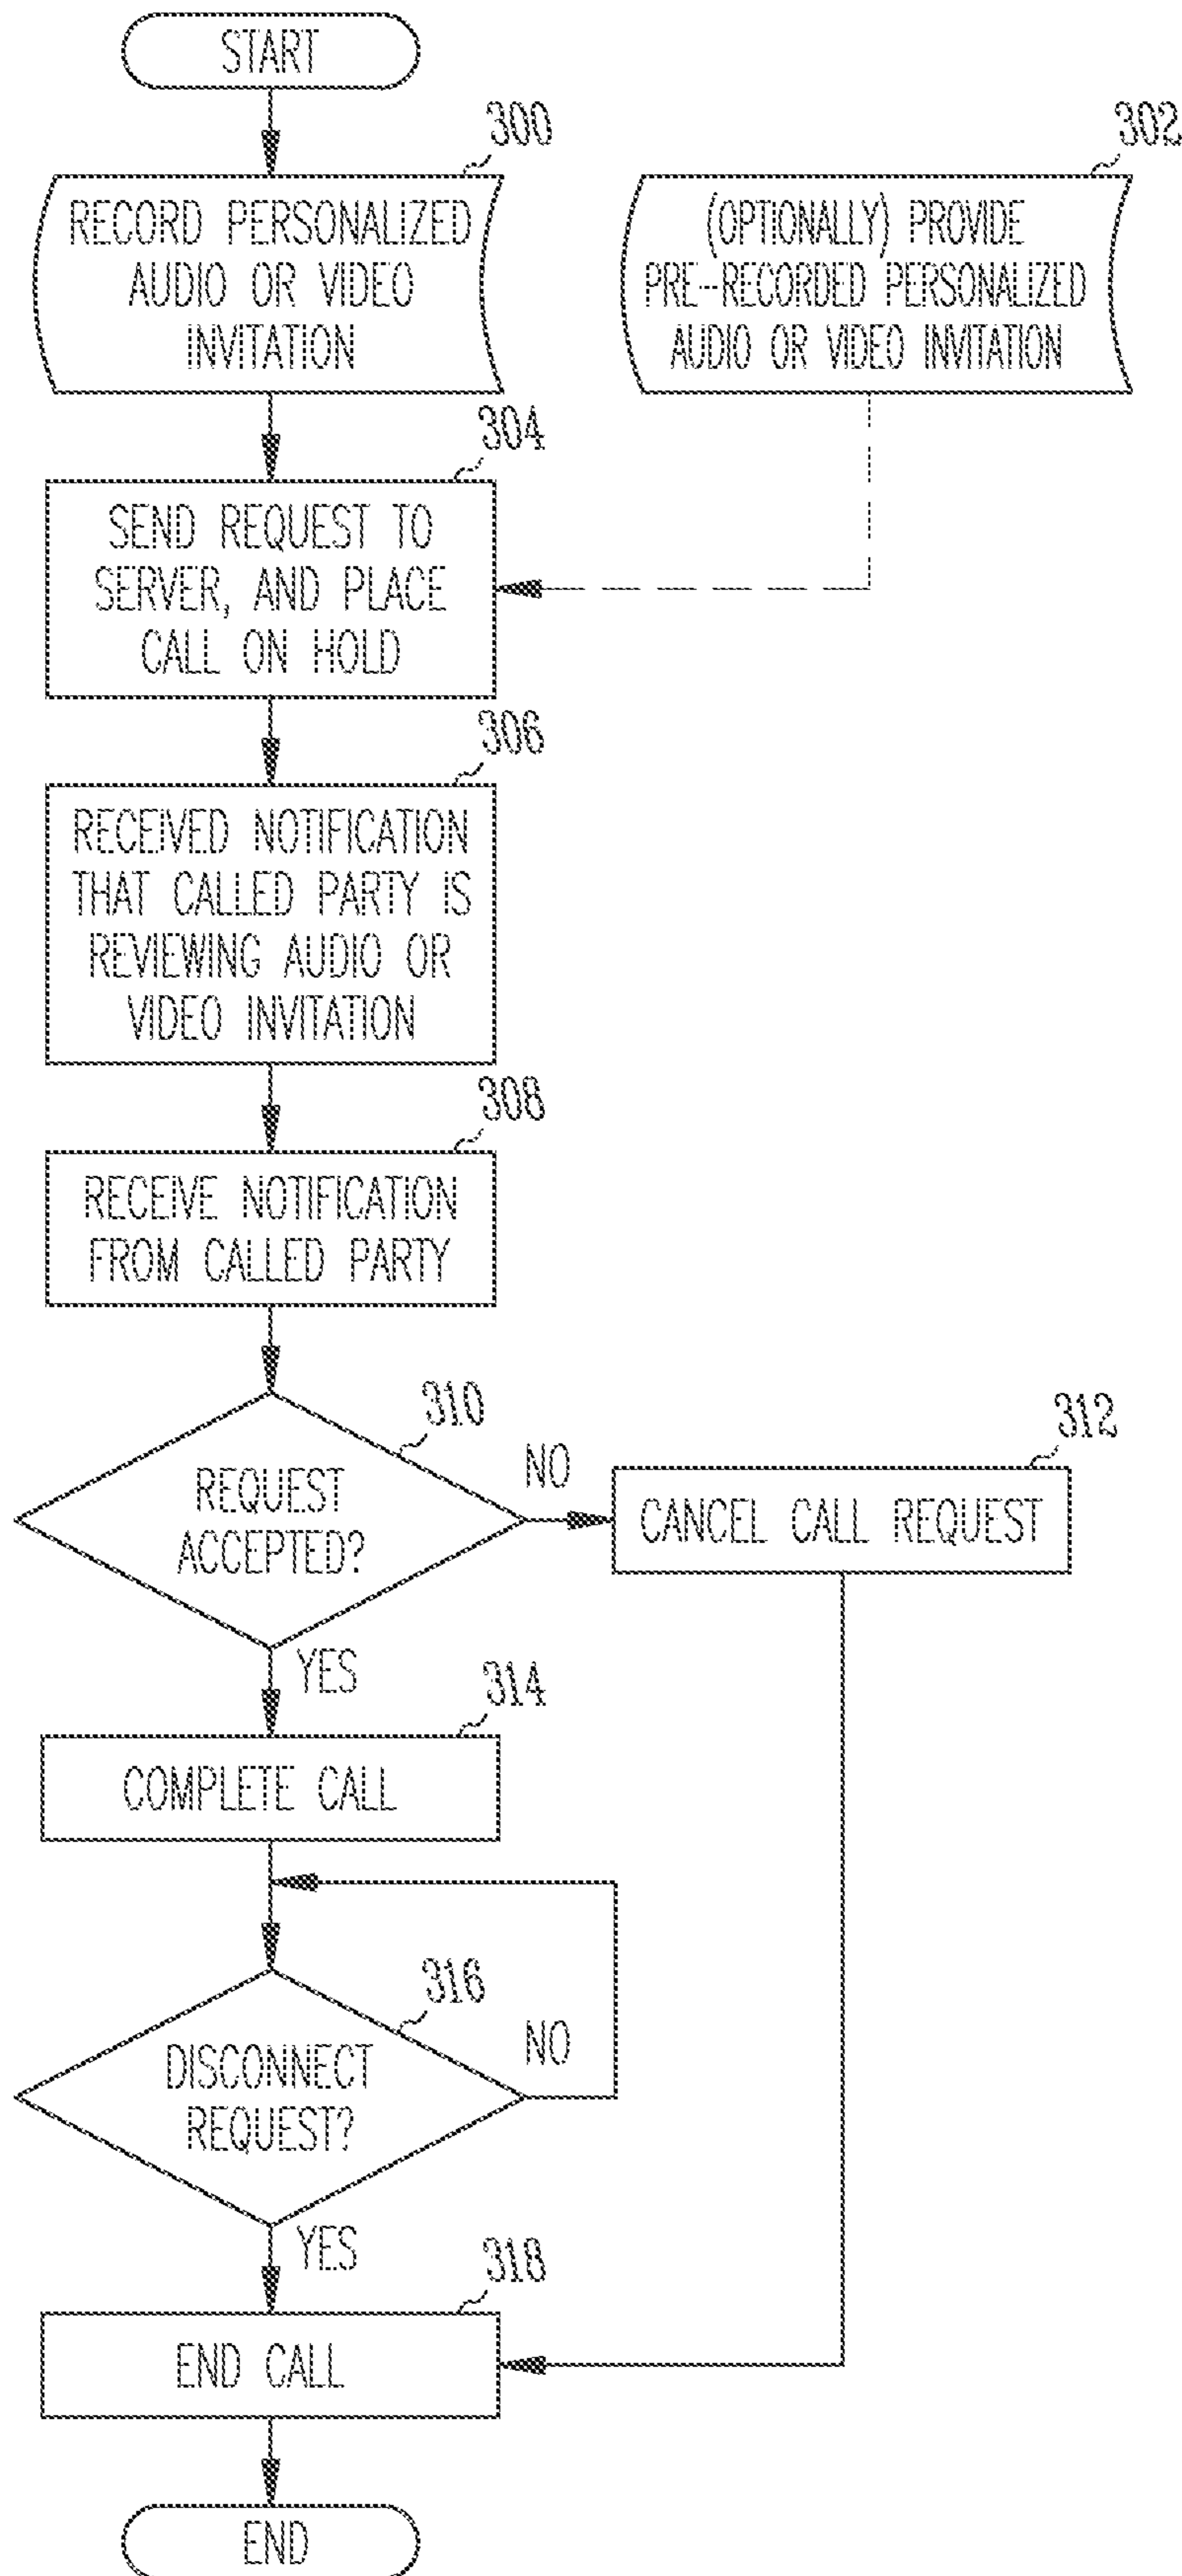 START
300
RECORD PERSONALIZED
AUDIO OR VIDEO
INVITATION
302
(OPTIONALLY) PROVIDE
PRE-RECORDED PERSONALIZED
AUDIO OR VIDEO INVITATION
304
SEND REQUEST TO
SERVER, AND PLACE
CALL ON HOLD
306
RECEIVED NOTIFICATION
THAT CALLED PARTY IS
REVIEWING AUDIO OR
VIDEO INVITATION
308
RECEIVE NOTIFICATION
FROM CALLED PARTY
310
REQUEST
ACCEPTED?
NO
312
CANCEL CALL REQUEST
YES
314
COMPLETE CALL
316
DISCONNECT
REQUEST?
NO
YES
318
END CALL
END